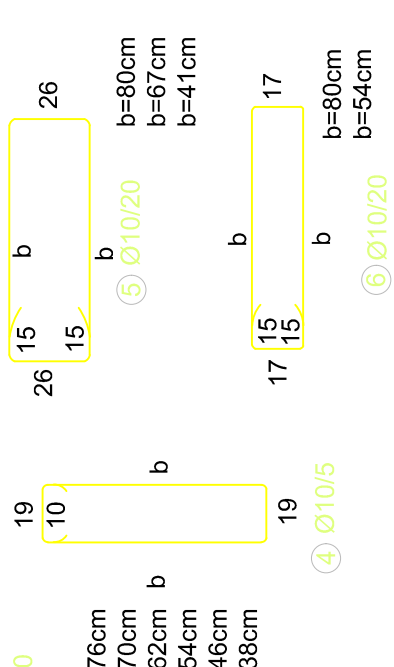 26
b
b
15
15
26
b=80cm
b=67cm
b=41cm
5 Ø10/20
17
b
b
15
15
17
b=80cm
b=54cm
6 Ø10/20
19
10
b
b
19
4 Ø10/5
76cm
70cm
62cm
54cm
46cm
38cm
0